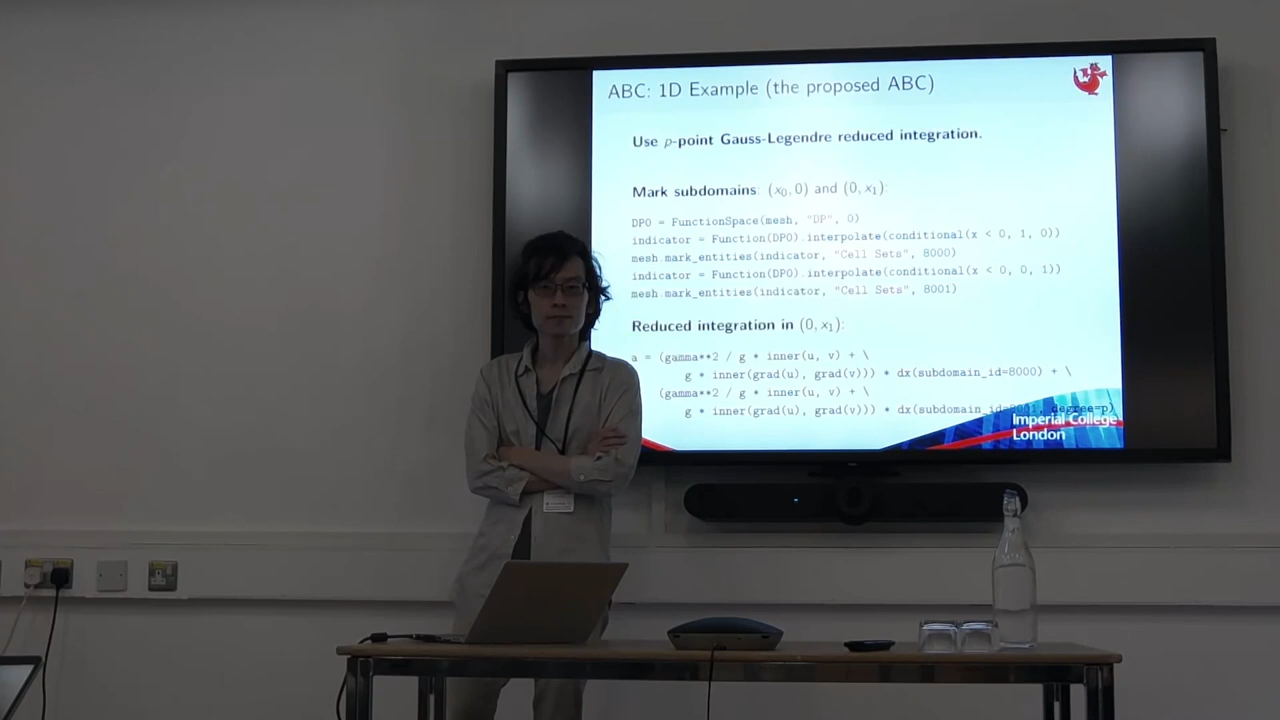 ABC: 1D Example (the proposed ABC)
Use p-point Gauss-Legendre reduced integration.
Mark subdomains: (x₀, 0) and (0, x₁):
DP0 = FunctionSpace(mesh, "DP", 0)
indicator = Function(DP0).interpolate(conditional(x < 0, 1, 0))
mesh.mark_entities(indicator, "Cell Sets", 8000)
indicator = Function(DP0).interpolate(conditional(x < 0, 0, 1))
mesh.mark_entities(indicator, "Cell Sets", 8001)
Reduced integration in (0, x₁):
a = (gamma**2 / g * inner(u, v) + \
g * inner(grad(u), grad(v))) * dx(subdomain_id=8000) + \
(gamma**2 / g * inner(u, v) + \
g * inner(grad(u), grad(v))) * dx(subdomain_id=8001, degree=p)
Imperial College
London